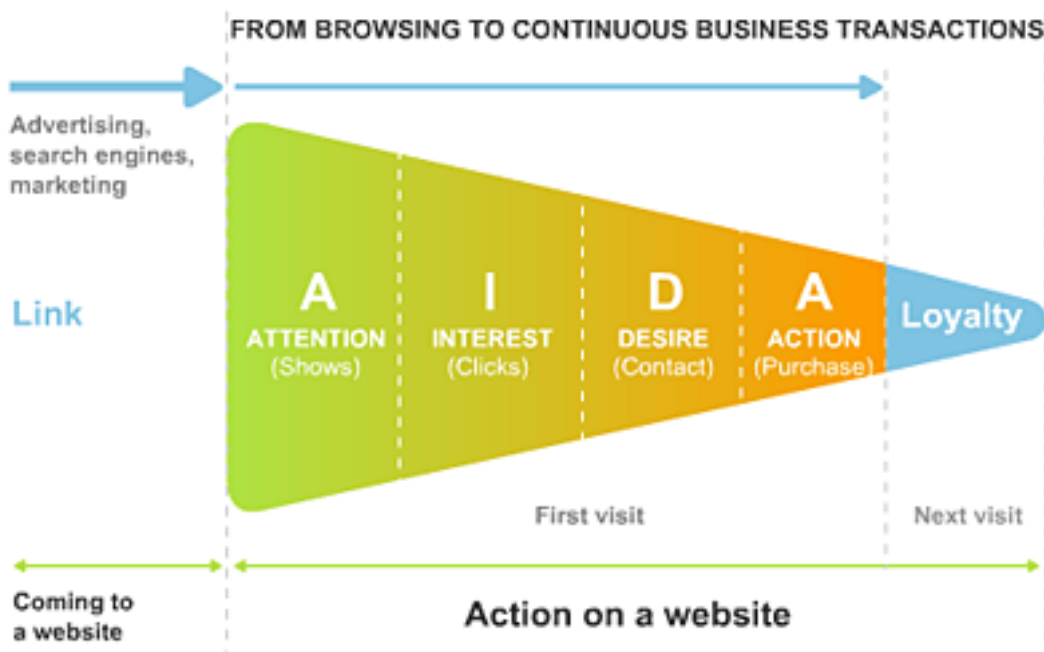 FROM BROWSING TO CONTINUOUS BUSINESS TRANSACTIONS
Advertising,
search engines,
marketing
Link
A
ATTENTION
(Shows)
I
INTEREST
(Clicks)
D
DESIRE
(Contact)
A
ACTION
(Purchase)
Loyalty
First visit
Next visit
Coming to
a website
Action on a website